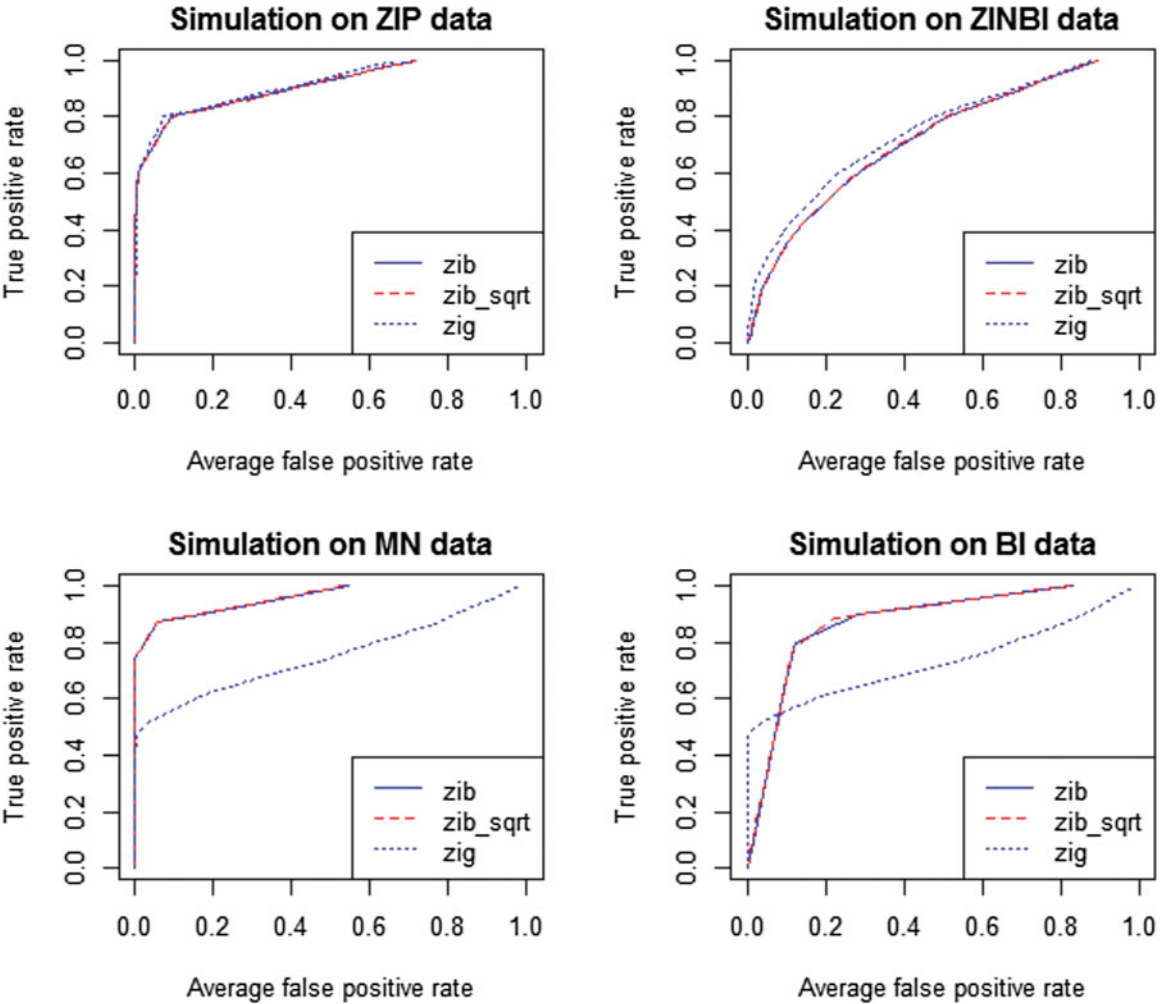 Simulation on ZIP data
True positive rate
0.0 0.2 0.4 0.6 0.8 1.0
zib
zib_sqrt
zig
0.0 0.2 0.4 0.6 0.8 1.0
Average false positive rate
Simulation on ZINBI data
True positive rate
0.0 0.2 0.4 0.6 0.8 1.0
zib
zib_sqrt
zig
0.0 0.2 0.4 0.6 0.8 1.0
Average false positive rate
Simulation on MN data
True positive rate
0.0 0.2 0.4 0.6 0.8 1.0
zib
zib_sqrt
zig
0.0 0.2 0.4 0.6 0.8 1.0
Average false positive rate
Simulation on BI data
True positive rate
0.0 0.2 0.4 0.6 0.8 1.0
zib
zib_sqrt
zig
0.0 0.2 0.4 0.6 0.8 1.0
Average false positive rate